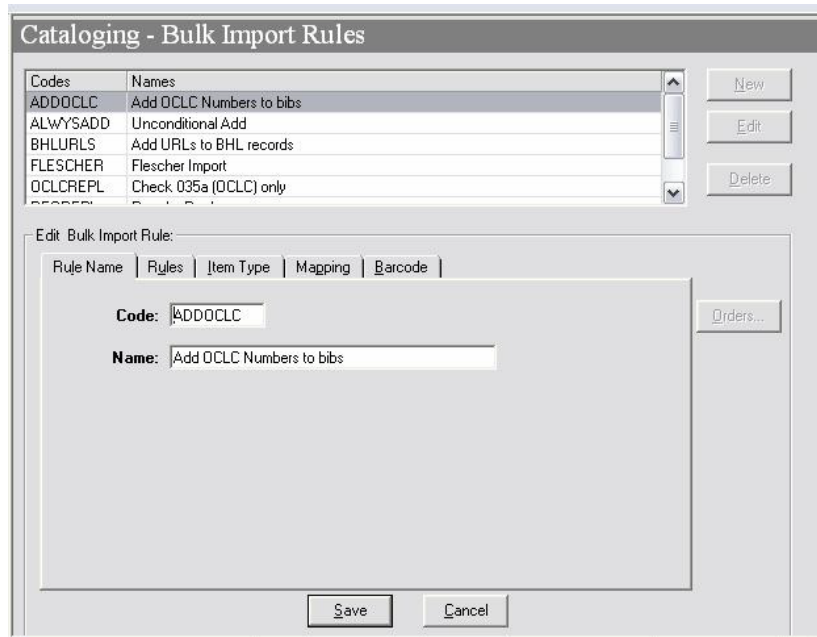 Cataloging - Bulk Import Rules
Codes Names
ADDOCLC Add OCLC Numbers to bibs
New
ALWYSADD Unconditional Add
Edit
BHLURLS Add URLs to BHL records
FLESCHER Flescher Import
OCLCREPL Check 035a (OCLC) only
Delete
Edit Bulk Import Rule:
Rule Name Rules Item Type Mapping Barcode
Code: ADDOCLC
Orders...
Name: Add OCLC Numbers to bibs
Save Cancel